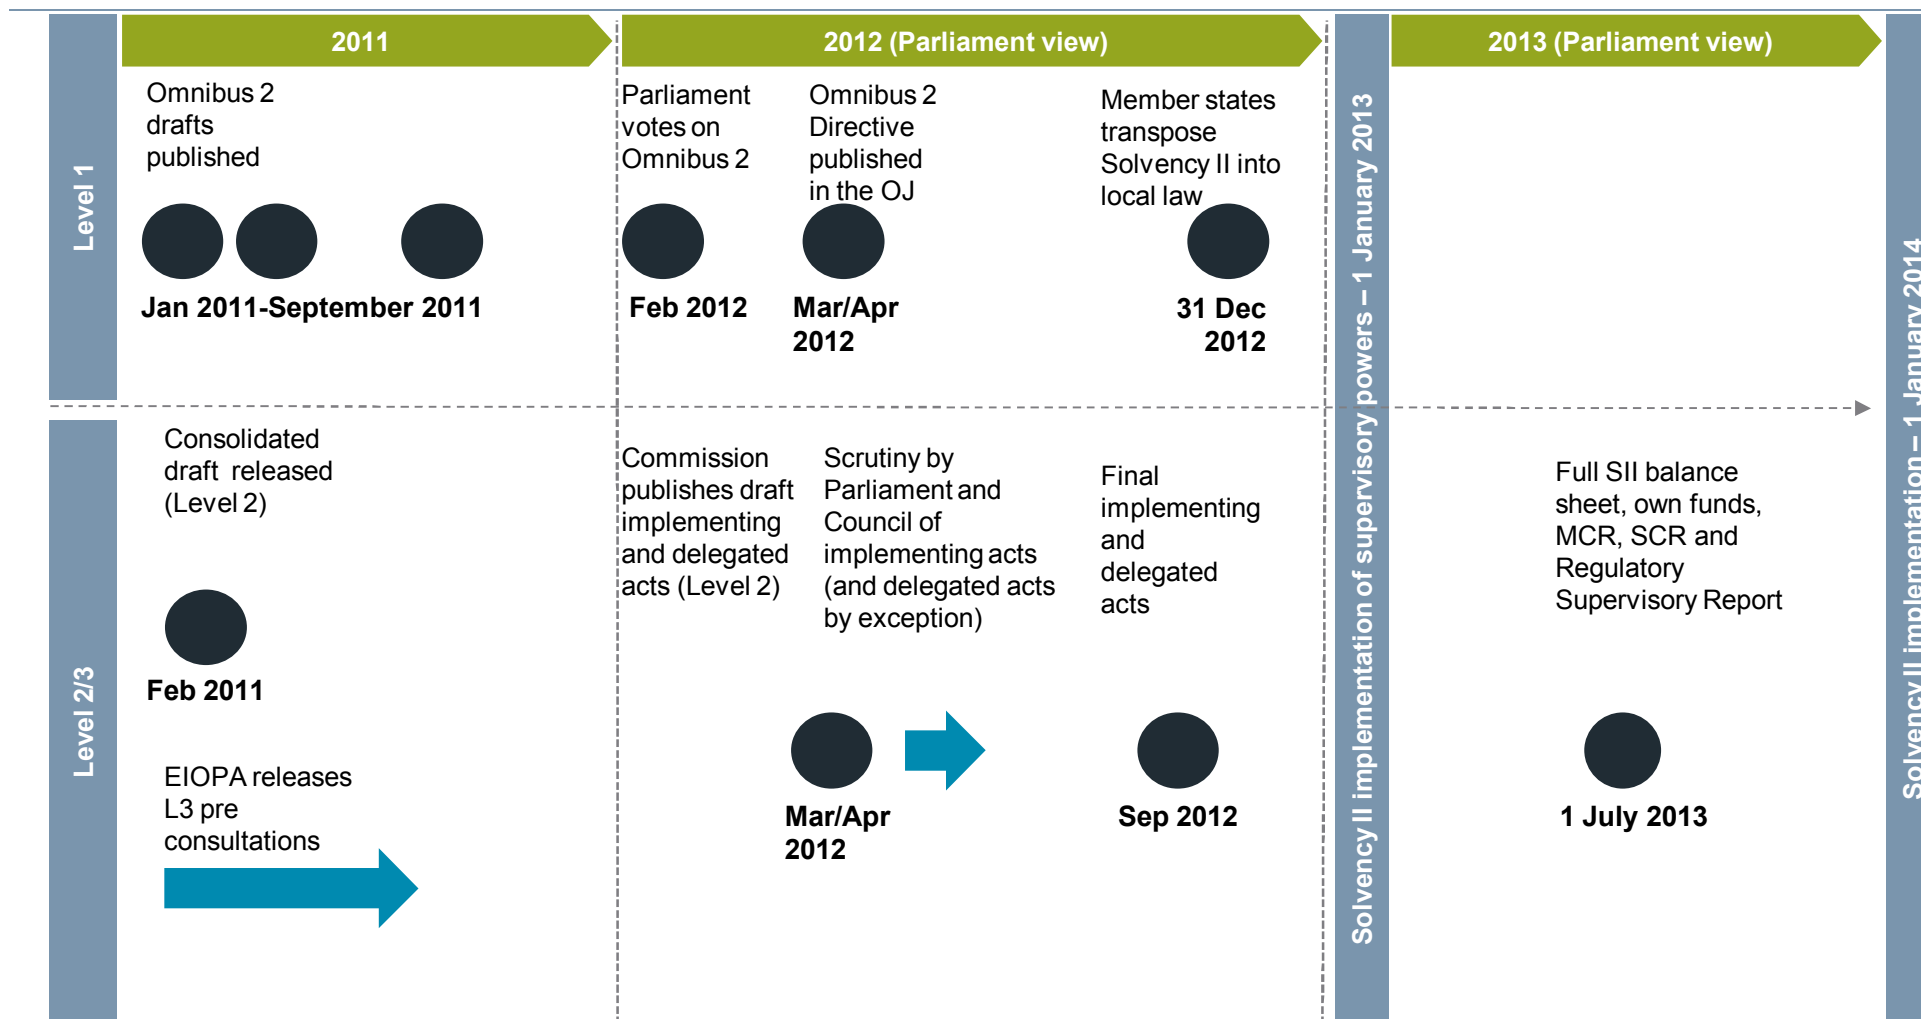 2011
2012 (Parliament view)
2013 (Parliament view)
Level 1
Omnibus 2
drafts
published
Jan 2011-September 2011
Parliament
votes on
Omnibus 2
Feb 2012
Omnibus 2
Directive
published
in the OJ
Mar/Apr
2012
Member states
transpose
Solvency II into
local law
31 Dec
2012
Solvency II implementation of supervisory powers – 1 January 2013
Solvency II implementation – 1 January 2014
Level 2/3
Consolidated
draft released
(Level 2)
Feb 2011
EIOPA releases
L3 pre
consultations
Commission
publishes draft
implementing
and delegated
acts (Level 2)
Scrutiny by
Parliament and
Council of
implementing acts
(and delegated acts
by exception)
Mar/Apr
2012
Final
implementing
and
delegated
acts
Sep 2012
Full SII balance
sheet, own funds,
MCR, SCR and
Regulatory
Supervisory Report
1 July 2013